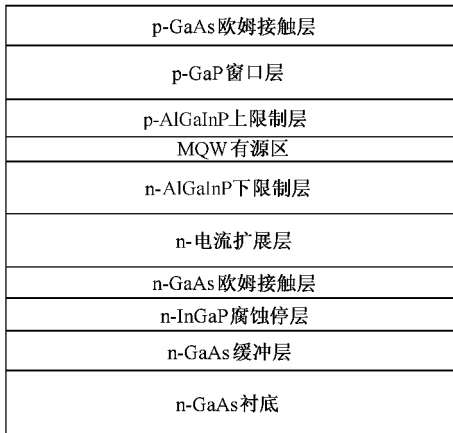 p-GaAs欧姆接触层
p-GaP窗口层
p-AlGaInP上限制层
MQW有源区
n-AlGaInP下限制层
n-电流扩展层
n-GaAs欧姆接触层
n-InGaP腐蚀停层
n-GaAs缓冲层
n-GaAs衬底